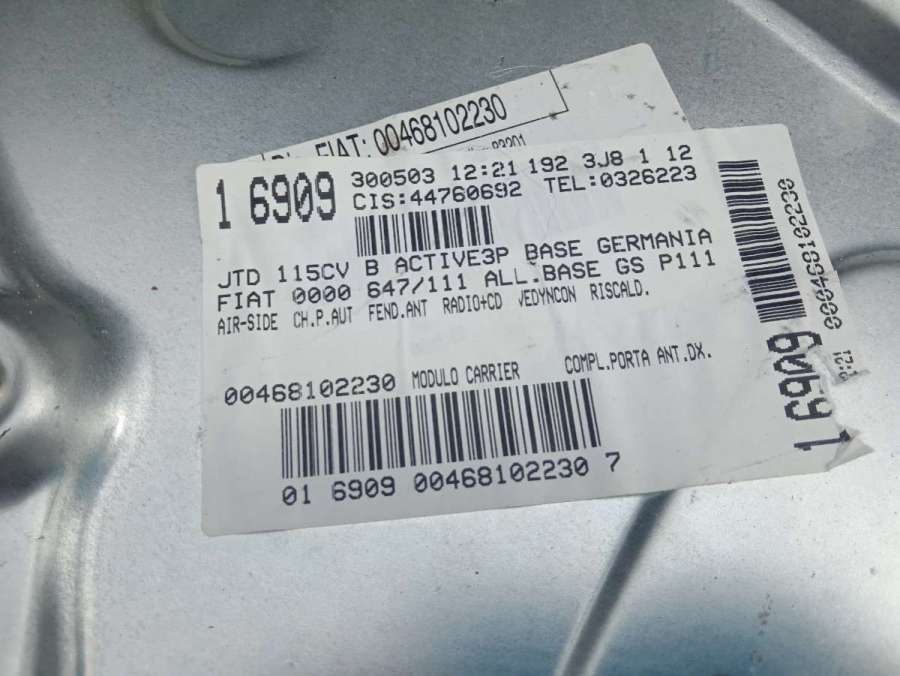 FIAT: 00468102230
93201
1 6909
300503 12:21 192 3J8 1 12
CIS:44760692 TEL:0326223
JTD 115CV B ACTIVE3P BASE GERMANIA
FIAT 0000 647/111 ALL.BASE GS P111
AIR-SIDE CH.P.AUT FEND.ANT RADIO+CD VEDYNCON RISCALD.
00468102230 MODULO CARRIER COMPL.PORTA ANT.DX.
01 6909 00468102230 7
1 6909
00468102230